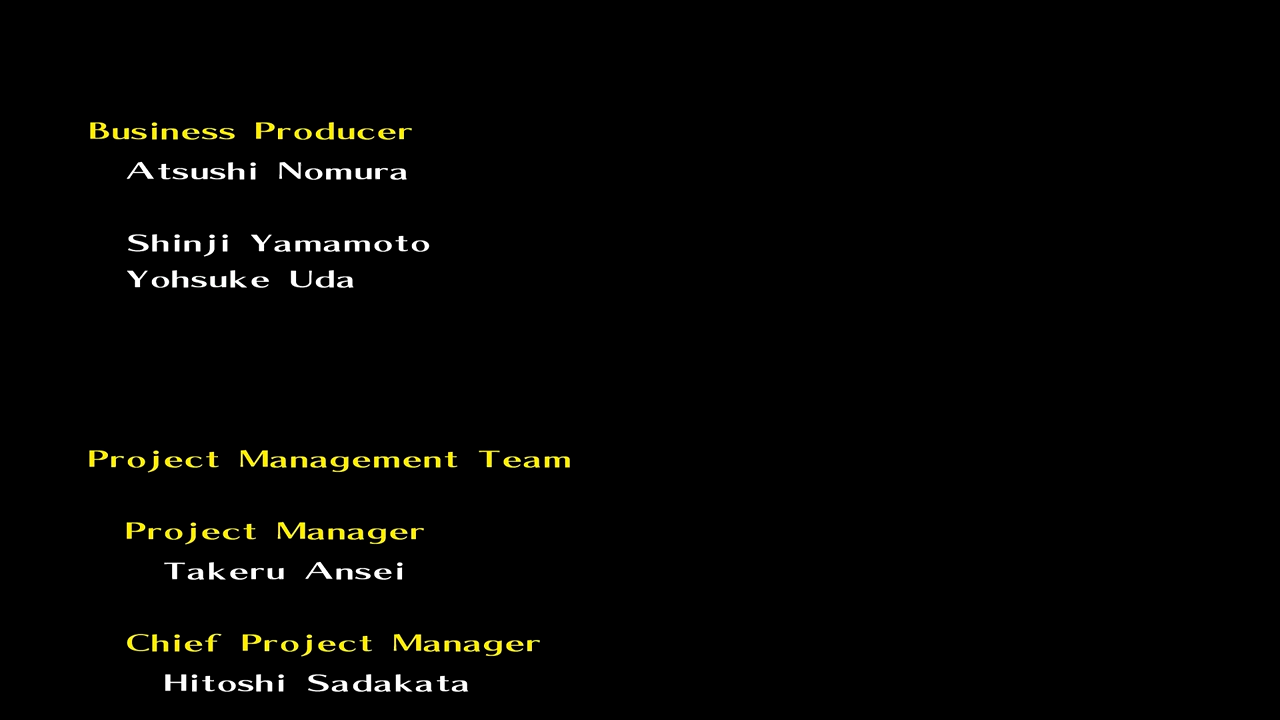 Business Producer
Atsushi Nomura
Shinji Yamamoto
Yohsuke Uda
Project Management Team
Project Manager
Takeru Ansei
Chief Project Manager
Hitoshi Sadakata